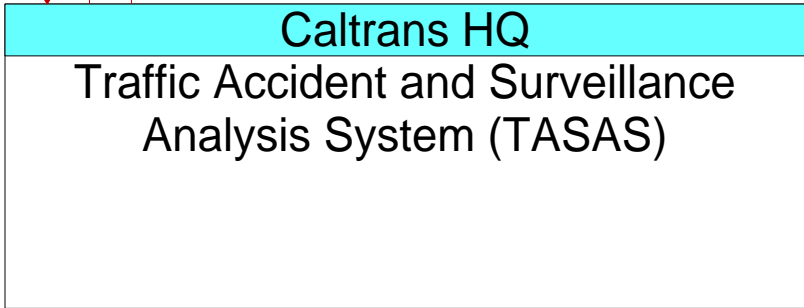 Caltrans HQ
Traffic Accident and Surveillance
Analysis System (TASAS)